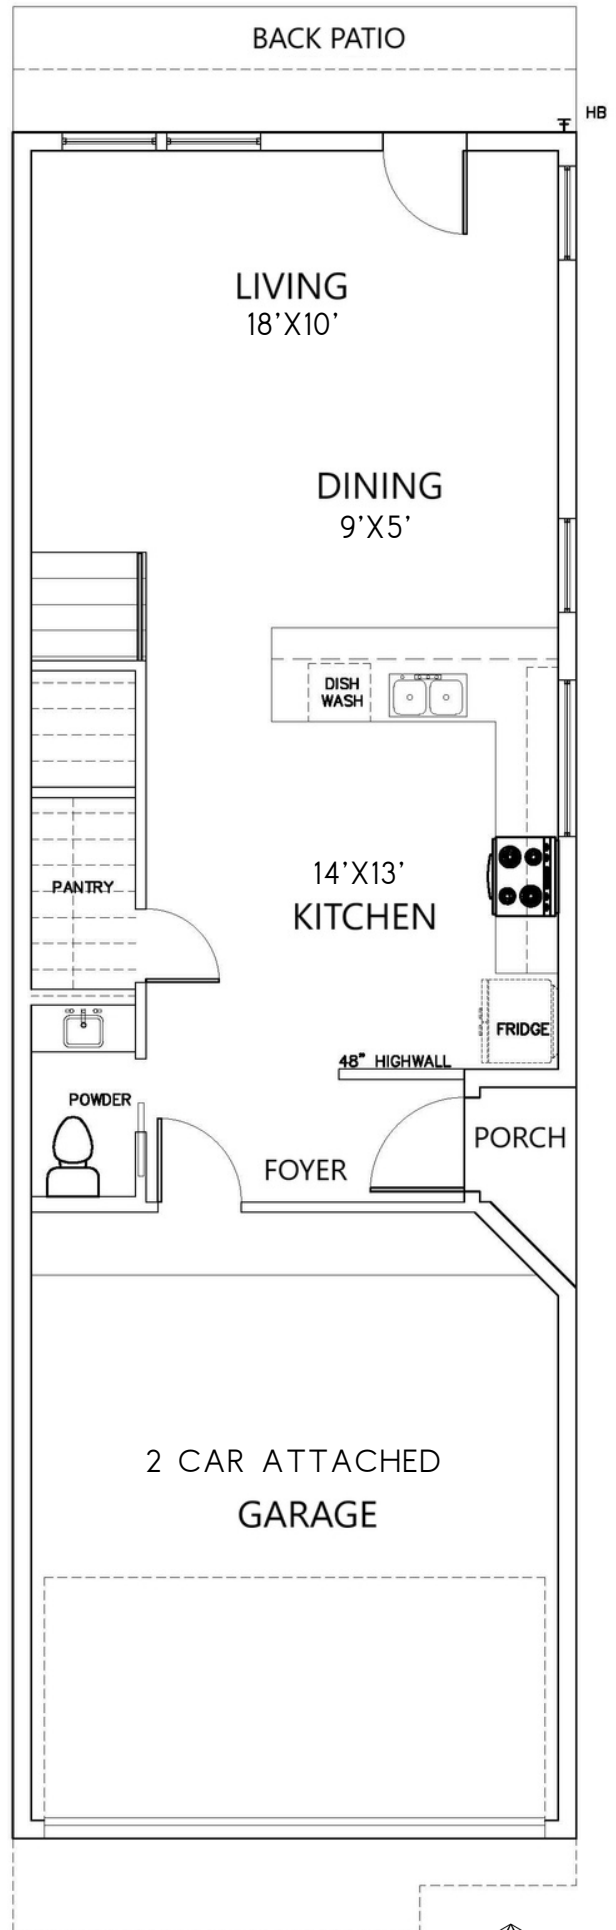 BACK PATIO
HB
LIVING
18'X10'
DINING
9'X5'
DISH
WASH
PANTRY
14'X13'
KITCHEN
FRIDGE
48" HIGHWALL
POWDER
PORCH
FOYER
2 CAR ATTACHED
GARAGE